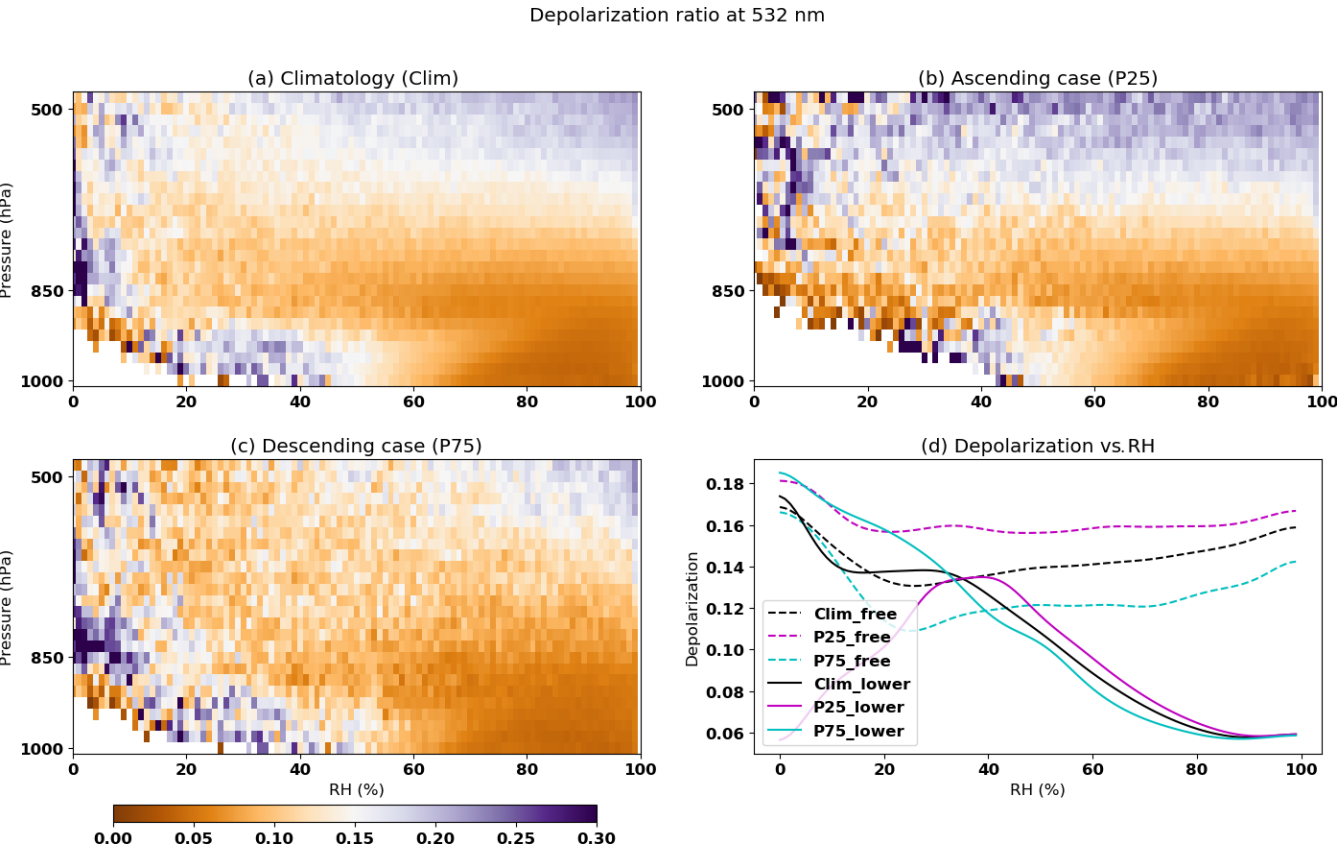 Depolarization ratio at 532 nm
(a) Climatology (Clim)
(b) Ascending case (P25)
Pressure (hPa)
500
850
1000
0 20 40 60 80 100
500
850
1000
0 20 40 60 80 100
(c) Descending case (P75)
(d) Depolarization vs.RH
Pressure (hPa)
500
850
1000
0 20 40 60 80 100
RH (%)
Depolarization
0.18
0.16
0.14
0.12
0.10
0.08
0.06
Clim_free
P25_free
P75_free
Clim_lower
P25_lower
P75_lower
0 20 40 60 80 100
RH (%)
0.00 0.05 0.10 0.15 0.20 0.25 0.30